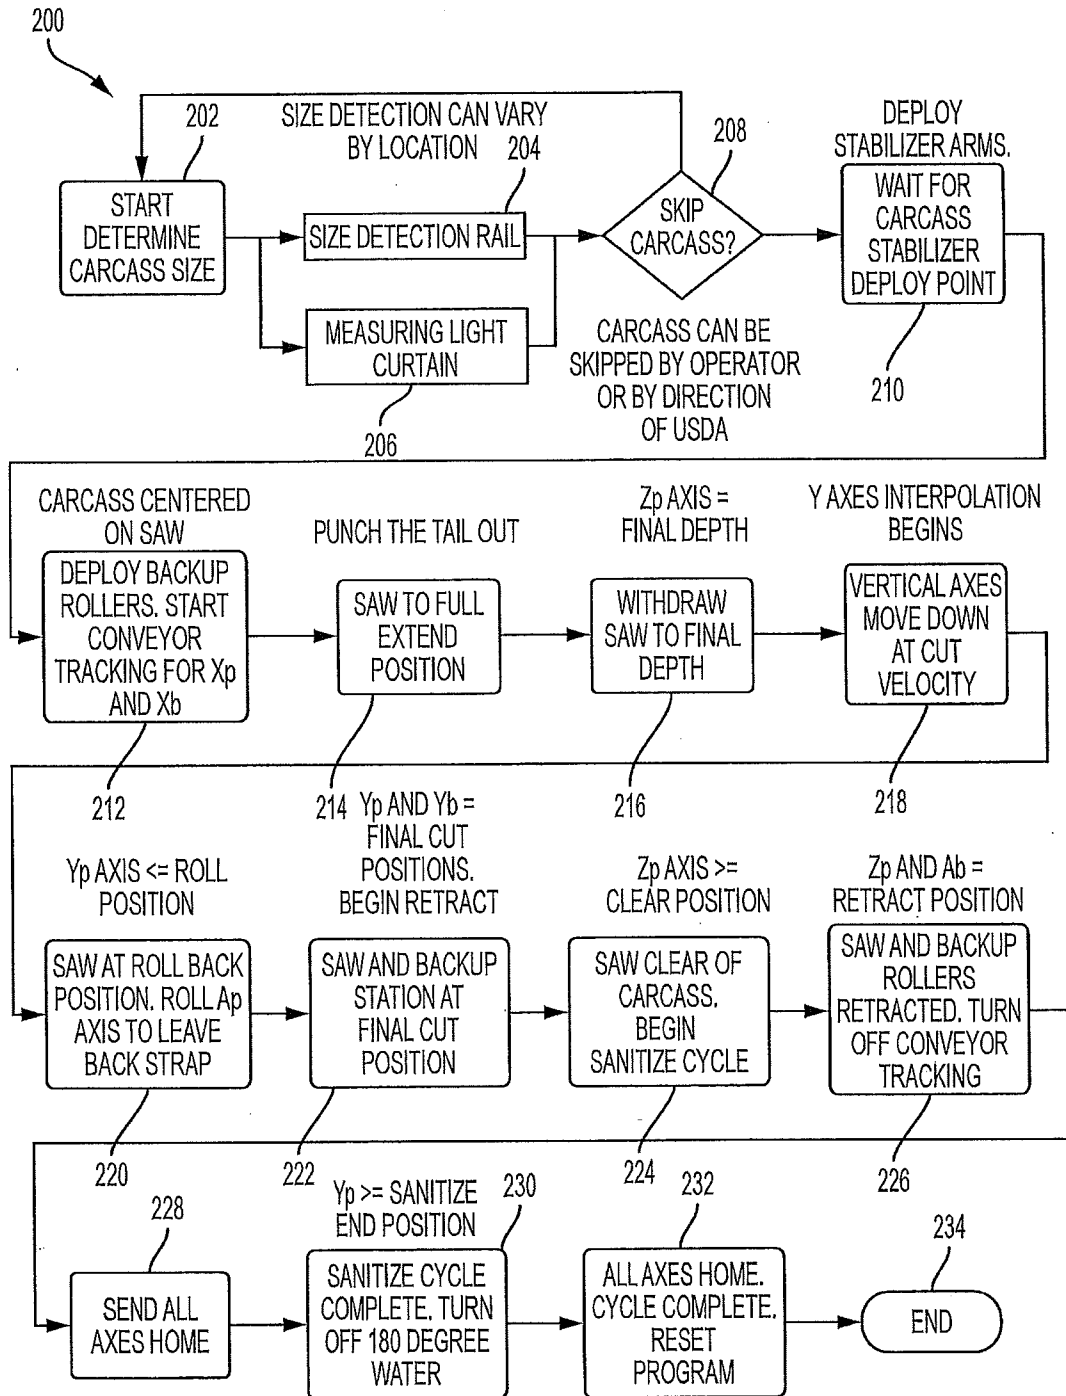 200
202
SIZE DETECTION CAN VARY
BY LOCATION
204
208
DEPLOY
STABILIZER ARMS.
START
DETERMINE
CARCASS SIZE
SIZE DETECTION RAIL
MEASURING LIGHT
CURTAIN
206
SKIP
CARCASS?
CARCASS CAN BE
SKIPPED BY OPERATOR
OR BY DIRECTION
OF USDA
WAIT FOR
CARCASS
STABILIZER
DEPLOY POINT
210
CARCASS CENTERED
ON SAW
DEPLOY BACKUP
ROLLERS. START
CONVEYOR
TRACKING FOR Xp
AND Xb
212
PUNCH THE TAIL OUT
SAW TO FULL
EXTEND
POSITION
214
Zp AXIS =
FINAL DEPTH
WITHDRAW
SAW TO FINAL
DEPTH
216
Y AXES INTERPOLATION
BEGINS
VERTICAL AXES
MOVE DOWN
AT CUT
VELOCITY
218
Yp AXIS <= ROLL
POSITION
SAW AT ROLL BACK
POSITION. ROLL Ap
AXIS TO LEAVE
BACK STRAP
220
Yp AND Yb =
FINAL CUT
POSITIONS.
BEGIN RETRACT
SAW AND BACKUP
STATION AT
FINAL CUT
POSITION
222
Zp AXIS >=
CLEAR POSITION
SAW CLEAR OF
CARCASS.
BEGIN
SANITIZE CYCLE
224
Zp AND Ab =
RETRACT POSITION
SAW AND BACKUP
ROLLERS
RETRACTED. TURN
OFF CONVEYOR
TRACKING
226
228
SEND ALL
AXES HOME
Yp >= SANITIZE
END POSITION
230
SANITIZE CYCLE
COMPLETE. TURN
OFF 180 DEGREE
WATER
232
ALL AXES HOME.
CYCLE COMPLETE.
RESET
PROGRAM
234
END